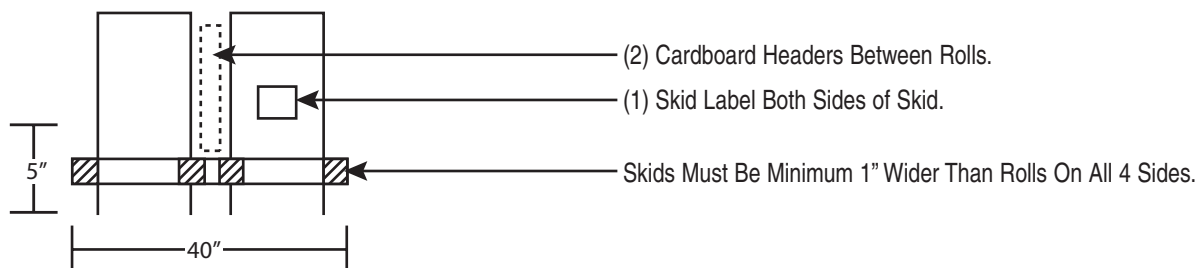 (2) Cardboard Headers Between Rolls.
(1) Skid Label Both Sides of Skid.
5”
Skids Must Be Minimum 1” Wider Than Rolls On All 4 Sides.
40”